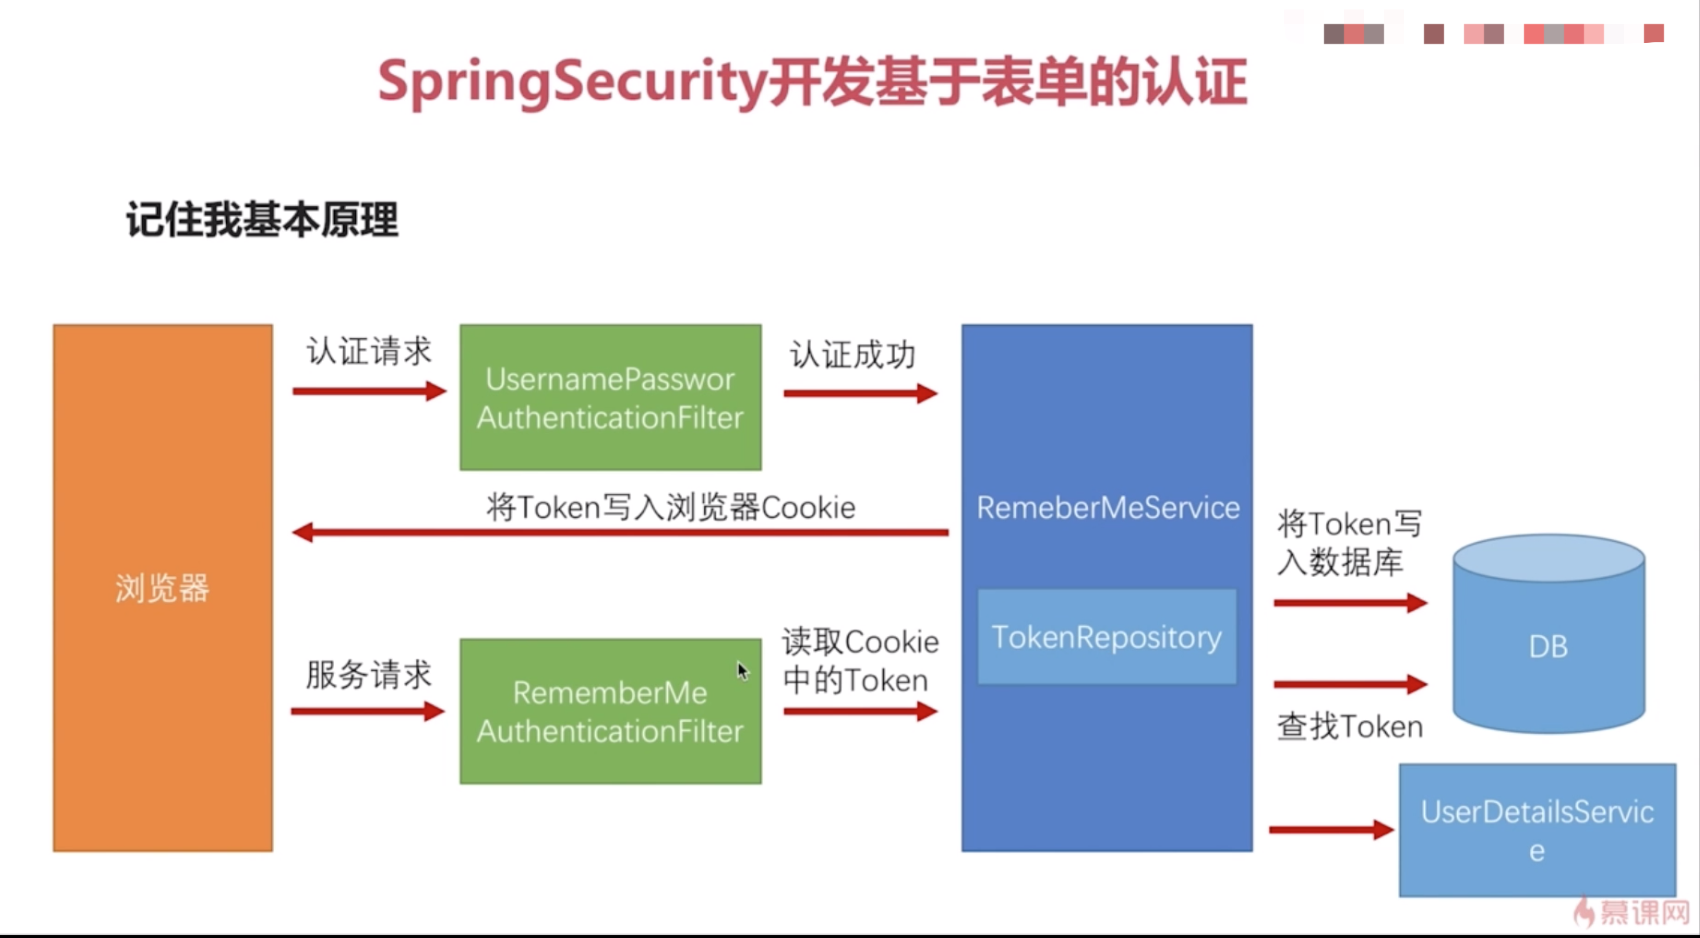 SpringSecurity开发基于表单的认证
记住我基本原理
认证请求
UsernamePasswor
AuthenticationFilter
认证成功
将Token写入浏览器Cookie
浏览器
RemeberMeService
TokenRepository
将Token写
入数据库
DB
查找Token
服务请求
RememberMe
AuthenticationFilter
读取Cookie
中的Token
UserDetailsServic
e
慕课网